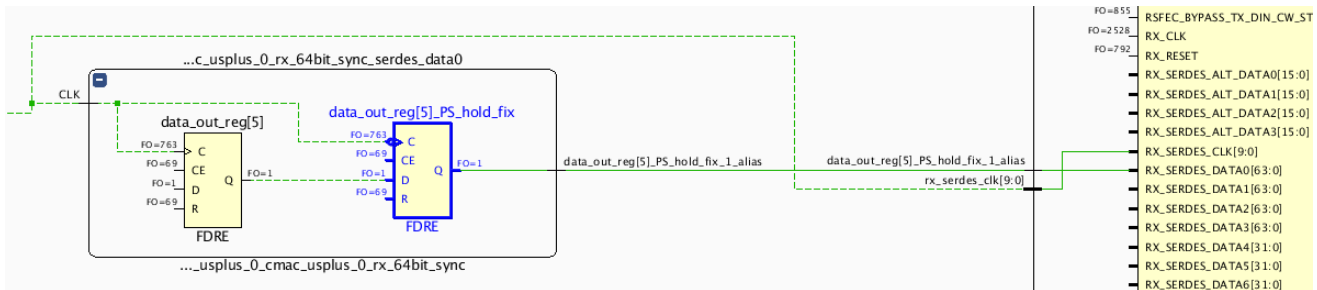 ...c_usplus_0_rx_64bit_sync_serdes_data0
CLK
data_out_reg[5]
FO=763
C
FO=69
CE
FO=1
D
Q
FO=1
FO=69
R
FDRE
data_out_reg[5]_PS_hold_fix
FO=763
C
FO=69
CE
FO=1
D
Q
FO=1
FO=69
R
FDRE
..._usplus_0_cmac_usplus_0_rx_64bit_sync
data_out_reg[5]_PS_hold_fix_1_alias
data_out_reg[5]_PS_hold_fix_1_alias
rx_serdes_clk[9:0]
FO=855
RSFEC_BYPASS_TX_DIN_CW_ST
FO=2528
RX_CLK
FO=792
RX_RESET
RX_SERDES_ALT_DATA0[15:0]
RX_SERDES_ALT_DATA1[15:0]
RX_SERDES_ALT_DATA2[15:0]
RX_SERDES_ALT_DATA3[15:0]
RX_SERDES_CLK[9:0]
RX_SERDES_DATA0[63:0]
RX_SERDES_DATA1[63:0]
RX_SERDES_DATA2[63:0]
RX_SERDES_DATA3[63:0]
RX_SERDES_DATA4[31:0]
RX_SERDES_DATA5[31:0]
RX_SERDES_DATA6[31:0]